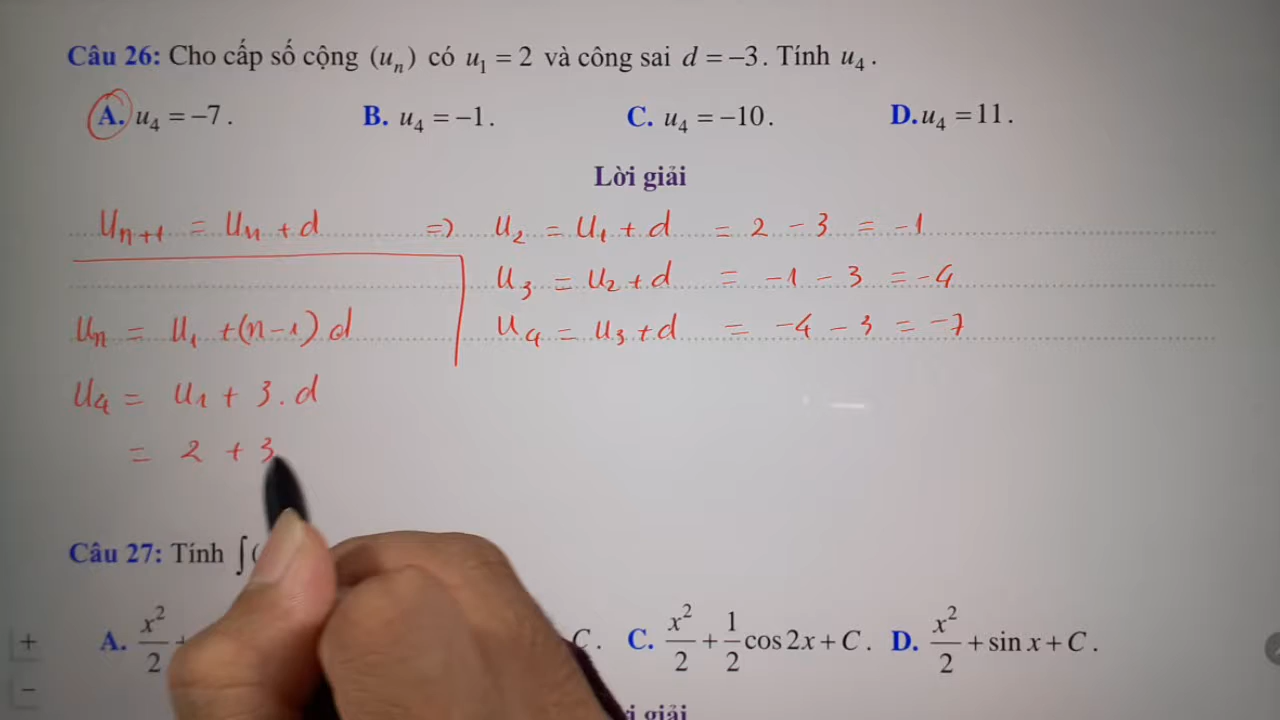 Câu 26: Cho cấp số cộng (uₙ) có u₁ = 2 và công sai d = −3. Tính u₄.
A. u₄ = −7. B. u₄ = −1. C. u₄ = −10. D. u₄ = 11.
Lời giải
uₙ₊₁ = uₙ + d ⇒ u₂ = u₁ + d = 2 − 3 = −1
u₃ = u₂ + d = −1 − 3 = −4
uₙ = u₁ + (n−1) d
u₄ = u₃ + d = −4 − 3 = −7
u₄ = u₁ + 3.d
= 2 + 3
Câu 27: Tính ∫(
A. x²/2 + C. C. x²/2 + 1/2 cos 2x + C. D. x²/2 + sin x + C.
giải